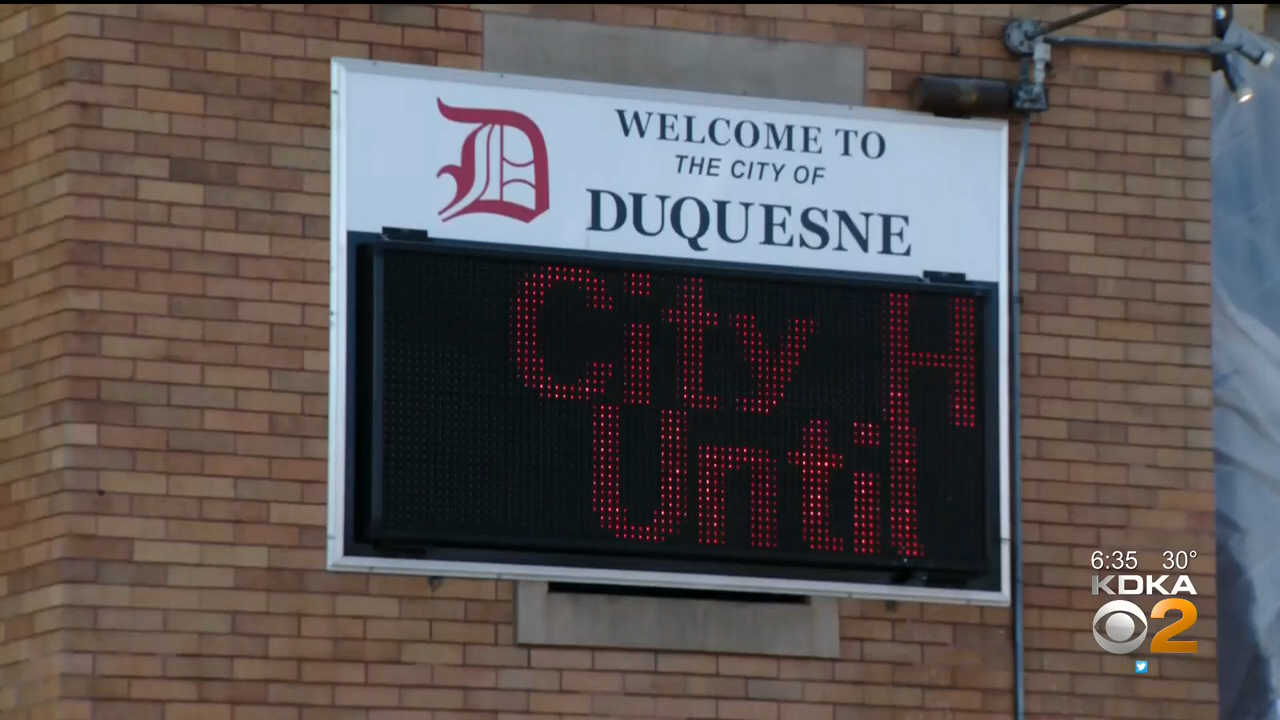 D
WELCOME TO
THE CITY OF
DUQUESNE
City H
Until
6:35 30°
KDKA
2